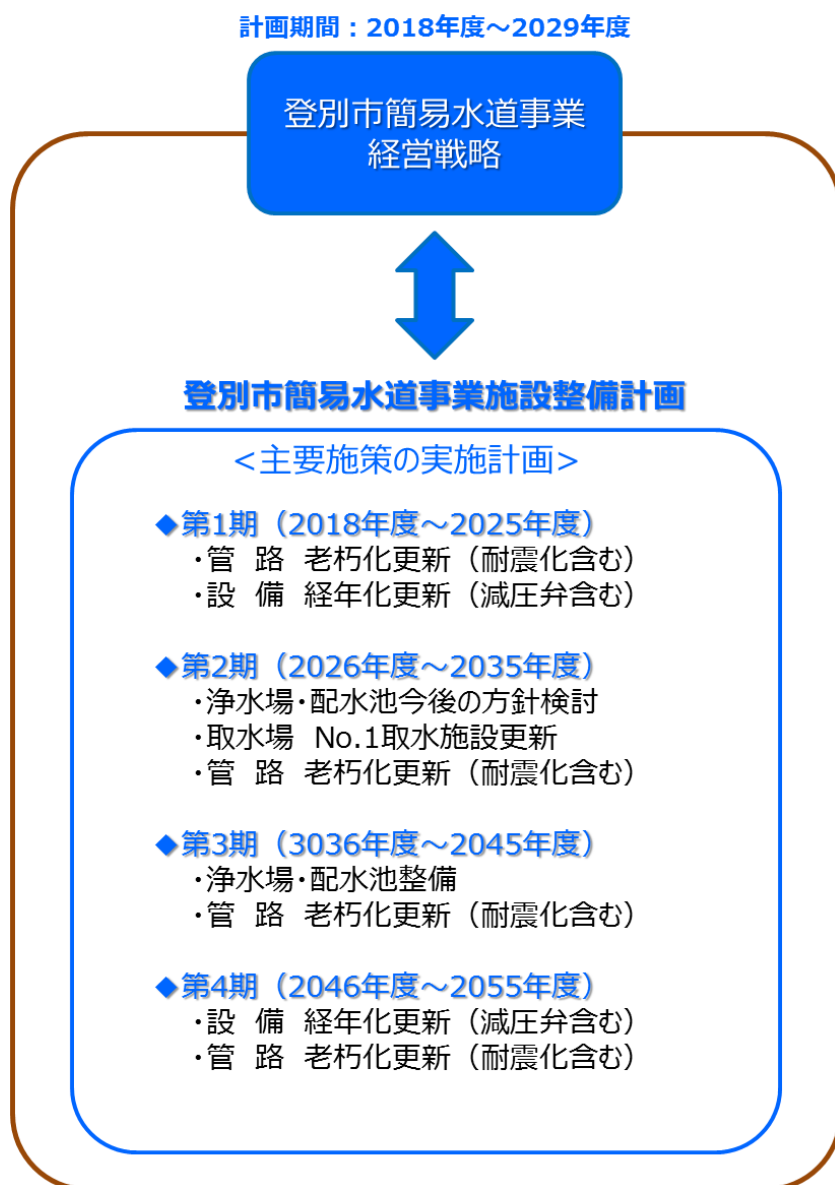 計画期間：2018年度～2029年度
登別市簡易水道事業
経営戦略
登別市簡易水道事業施設整備計画
<主要施策の実施計画>
◆第1期（2018年度～2025年度）
・管　路　老朽化更新（耐震化含む）
・設　備　経年化更新（減圧弁含む）
◆第2期（2026年度～2035年度）
・浄水場・配水池今後の方針検討
・取水場　No.1取水施設更新
・管　路　老朽化更新（耐震化含む）
◆第3期（3036年度～2045年度）
・浄水場・配水池整備
・管　路　老朽化更新（耐震化含む）
◆第4期（2046年度～2055年度）
・設　備　経年化更新（減圧弁含む）
・管　路　老朽化更新（耐震化含む）